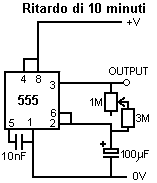 Ritardo di 10 minuti
+V
4 8
3
OUTPUT
555
1M
6
3M
5 1 2
10nF
100µF
0V